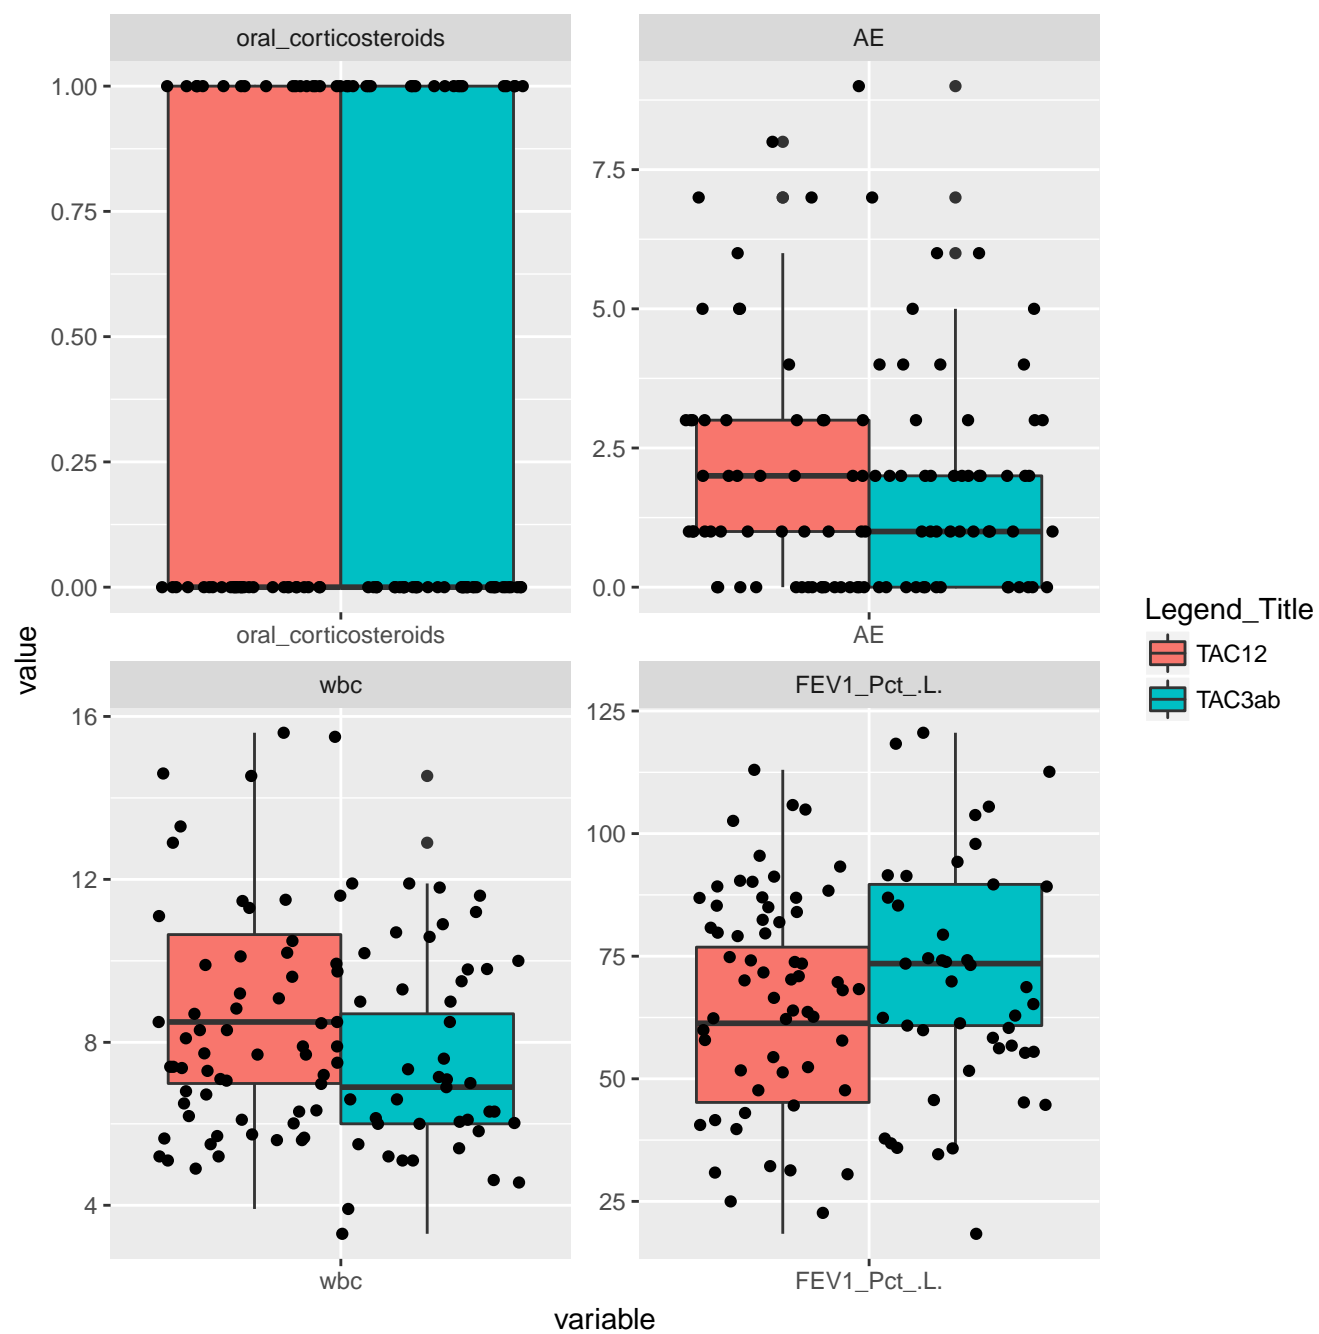 oral_corticosteroids
AE
1.00
0.75
0.50
0.25
0.00
7.5
5.0
2.5
0.0
oral_corticosteroids
AE
value
Legend_Title
TAC12
TAC3ab
wbc
FEV1_Pct_.L.
16
12
8
4
125
100
75
50
25
wbc
FEV1_Pct_.L.
variable